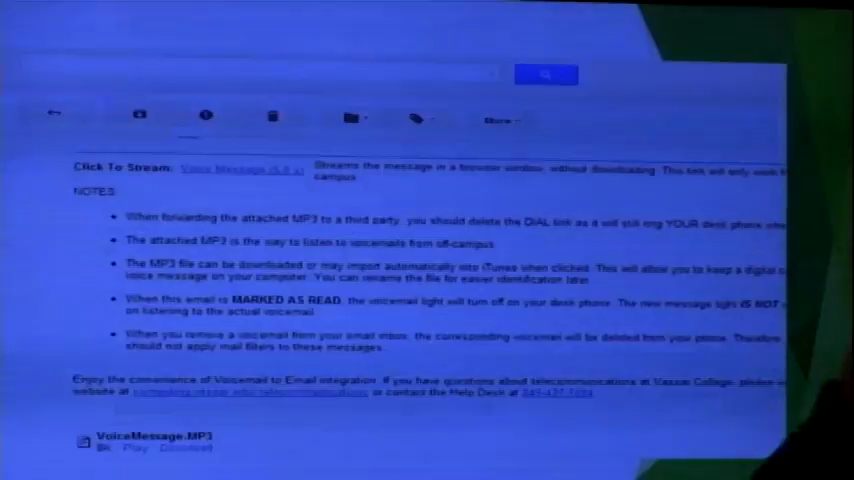 More
Click To Stream: Voice Message (5.0 s) Streams the message in a browser window, without downloading. This link will only work
campus
NOTES
• When forwarding the attached MP3 to a third party, you should delete the DIAL link as it will still ring YOUR desk phone
• The attached MP3 is the way to listen to voicemails from off-campus
• The MP3 file can be downloaded or may import automatically into iTunes when clicked. This will allow you to keep a digital
voice message on your computer. You can rename the file for easier identification later
• When this email is MARKED AS READ, the voicemail light will turn off on your desk phone. The new message light IS NOT
on listening to the actual voicemail
• When you remove a voicemail from your email inbox, the corresponding voicemail will be deleted from your phone. Therefore,
should not apply mail filters to these messages.
Enjoy the convenience of Voicemail to Email integration. If you have questions about telecommunications at Vassar College, please
website at computing.vassar.edu/telecommunications or contact the Help Desk at
VoiceMessage.MP3
Play Download